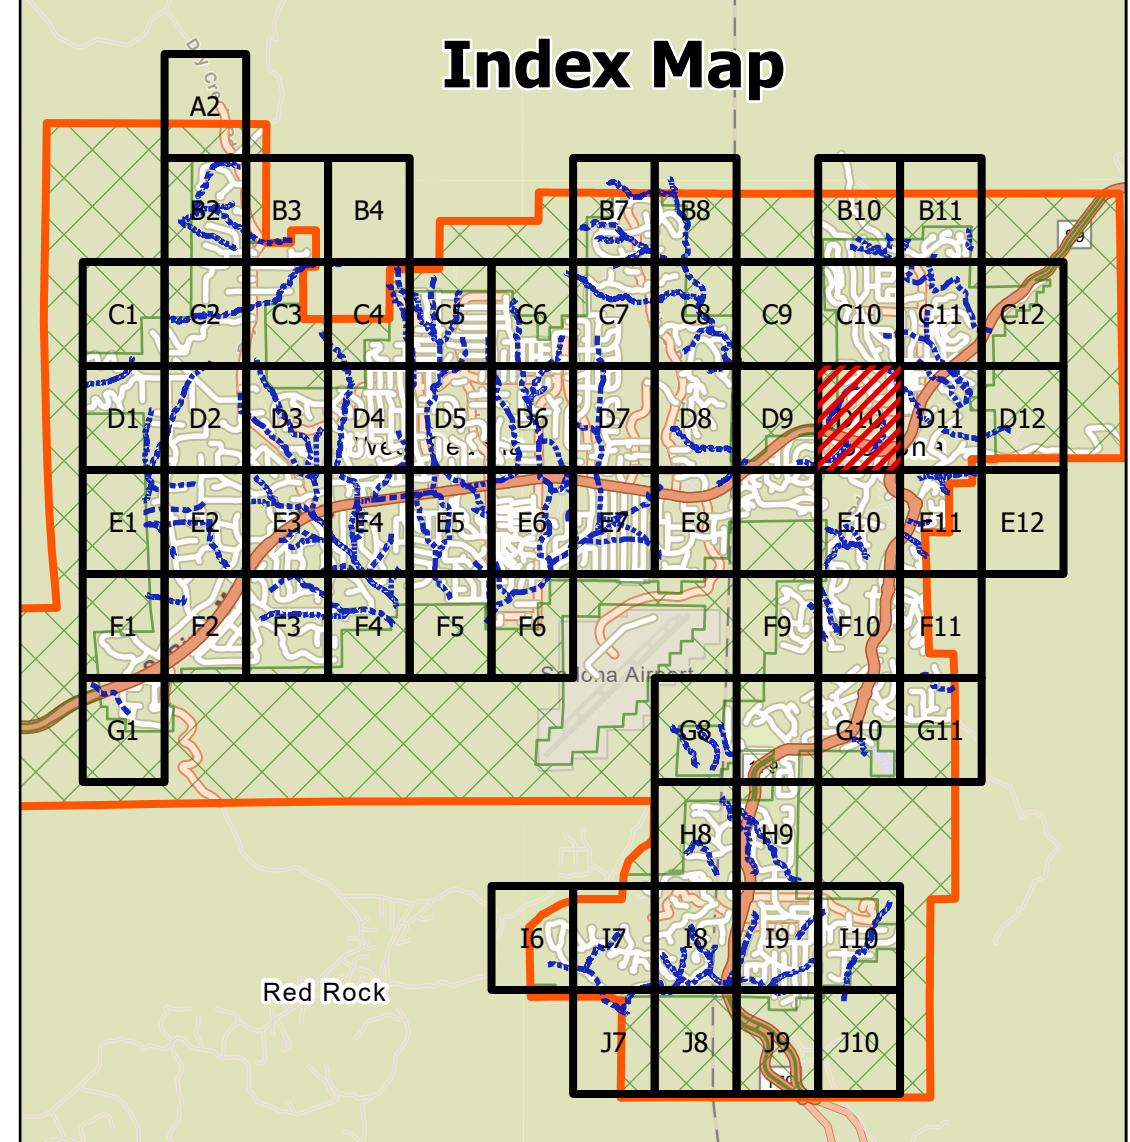 Index Map
A2
B2 B3 B4 B7 B8 B10 B11
C1 C2 C3 C4 C5 C6 C7 C8 C9 C10 C11 C12
D1 D2 D3 D4 D5 D6 D7 D8 D9 D10 D11 D12
E1 E2 E3 E4 E5 E6 E7 E8 E10 E11 E12
F1 F2 F3 F4 F5 F6 F9 F10 F11
Sedona Airport
G1 G8 G10 G11
H8 H9
I6 I7 I8 I9 I10
Red Rock
J7 J8 J9 J10